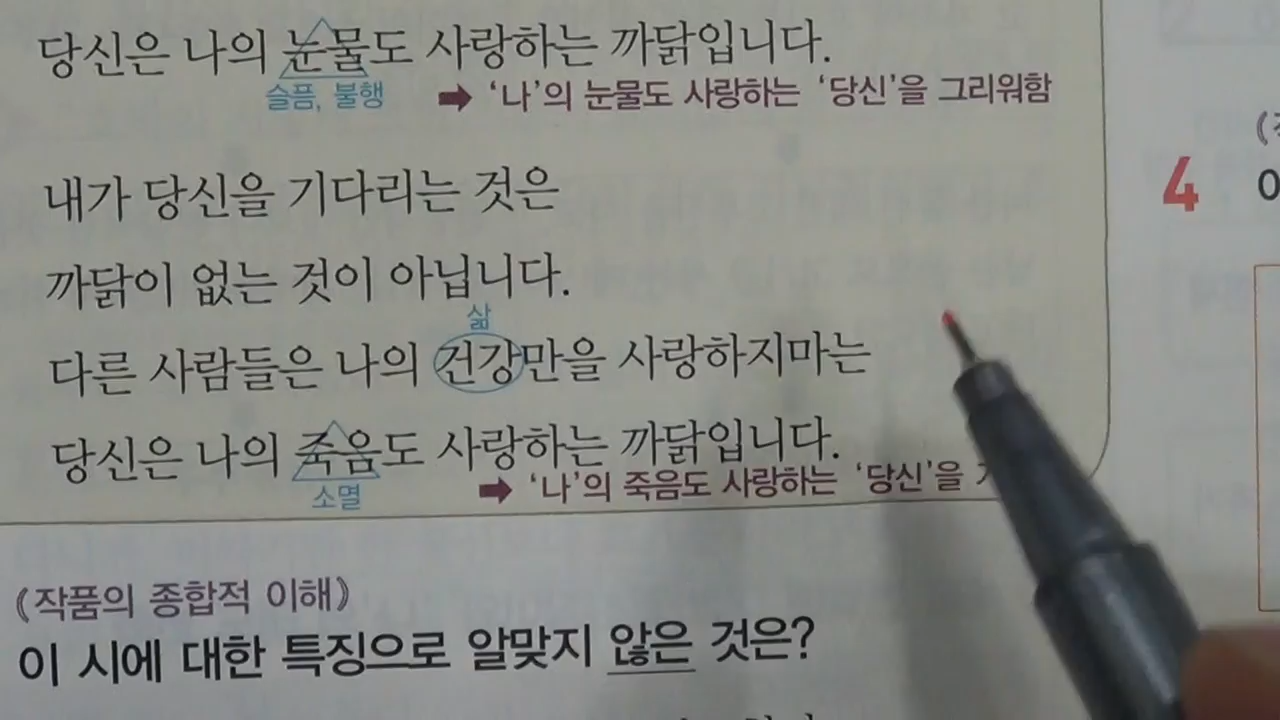 당신은 나의 눈물도 사랑하는 까닭입니다.
슬픔, 불행
➡ ‘나’의 눈물도 사랑하는 ‘당신’을 그리워함
내가 당신을 기다리는 것은
까닭이 없는 것이 아닙니다.
삶
다른 사람들은 나의 건강만을 사랑하지마는
당신은 나의 죽음도 사랑하는 까닭입니다.
소멸
➡ ‘나’의 죽음도 사랑하는 ‘당신’을
(작품의 종합적 이해)
이 시에 대한 특징으로 알맞지 않은 것은?
4